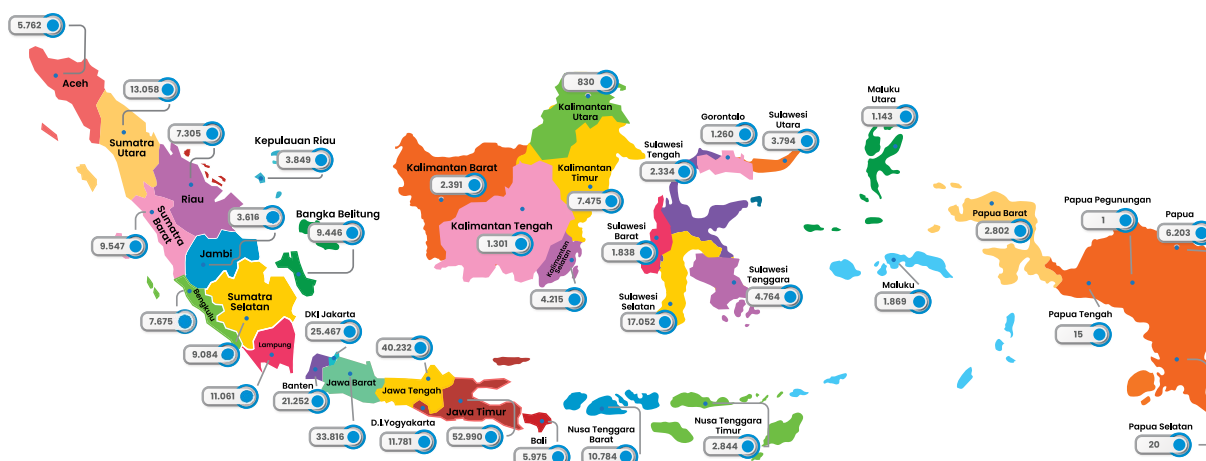 5.762
Aceh
13.058
Sumatra
Utara
7.305
Riau
Kepulauan Riau
3.849
Sumatra
Barat
9.547
3.616
Jambi
Bangka Belitung
9.446
Bengkulu
7.675
Sumatra
Selatan
9.084
Lampung
11.061
DKI Jakarta
25.467
Banten
21.252
Jawa Barat
33.816
40.232
Jawa Tengah
D.I.Yogyakarta
11.781
Jawa Timur
52.990
Bali
5.975
Nusa Tenggara
Barat
10.784
Nusa Tenggara
Timur
2.844
830
Kalimantan
Utara
Kalimantan Barat
2.391
Kalimantan
Timur
7.475
Kalimantan Tengah
1.301
Kalimantan
Selatan
4.215
Sulawesi
Tengah
2.334
Gorontalo
1.260
Sulawesi
Utara
3.794
Sulawesi
Barat
1.838
Sulawesi
Selatan
17.052
Sulawesi
Tenggara
4.764
Maluku
Utara
1.143
Maluku
1.869
Papua Barat
2.802
Papua Pegunungan
1
Papua
6.203
Papua Tengah
15
Papua Selatan
20